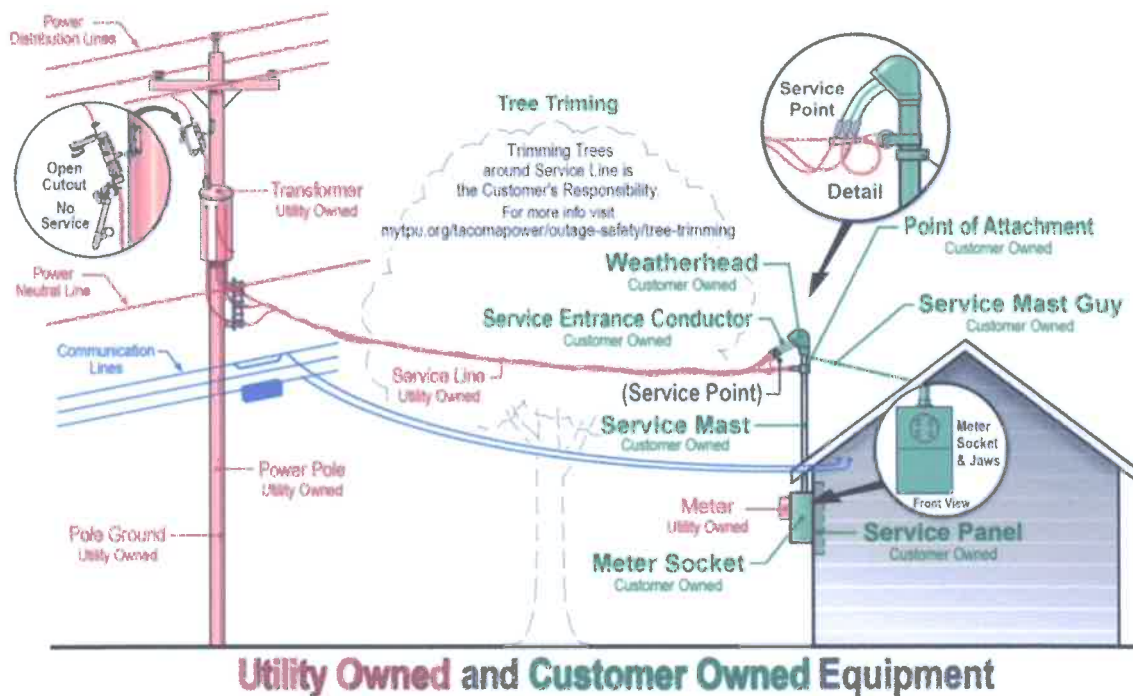 Power
Distribution Lines
Open
Cutout
No
Service
Transformer
Utility Owned
Power
Neutral Line
Communication
Lines
Service Line
Utility Owned
Power Pole
Utility Owned
Pole Ground
Utility Owned
Tree Triming
Trimming Trees
around Service Line is
the Customer's Responsibility.
For more info visit
mytpu.org/tacomapower/outage-safety/tree-trimming
Service
Point
Detail
Point of Attachment
Customer Owned
Weatherhead
Customer Owned
Service Mast Guy
Customer Owned
Service Entrance Conductor
Customer Owned
(Service Point)
Service Mast
Customer Owned
Meter
Socket
& Jaws
Front View
Meter
Utility Owned
Service Panel
Customer Owned
Meter Socket
Customer Owned
Utility Owned and Customer Owned Equipment